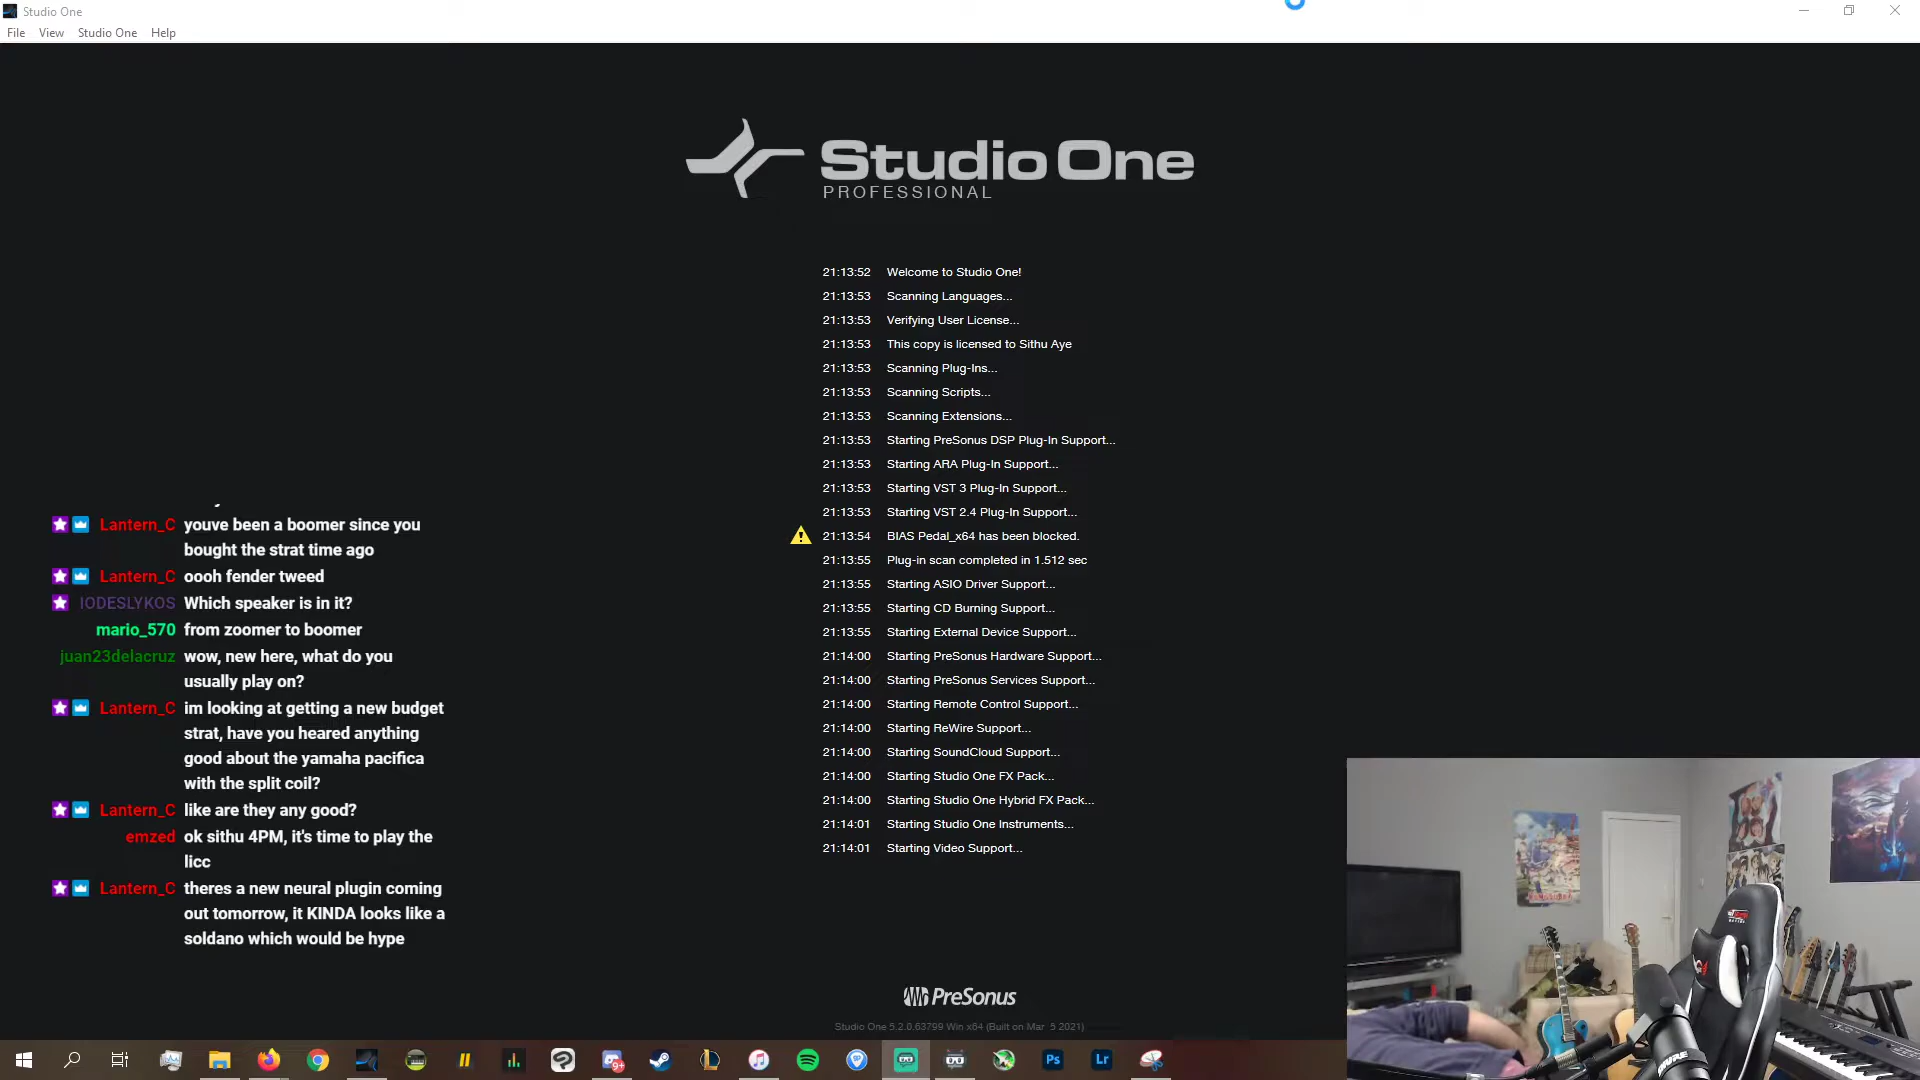 Studio One
File View Studio One Help
Studio One
PROFESSIONAL
21:13:52 Welcome to Studio One!
21:13:53 Scanning Languages...
21:13:53 Verifying User License...
21:13:53 This copy is licensed to Sithu Aye
21:13:53 Scanning Plug-Ins...
21:13:53 Scanning Scripts...
21:13:53 Scanning Extensions...
21:13:53 Starting PreSonus DSP Plug-In Support...
21:13:53 Starting ARA Plug-In Support...
21:13:53 Starting VST 3 Plug-In Support...
21:13:53 Starting VST 2.4 Plug-In Support...
21:13:54 BIAS Pedal_x64 has been blocked.
21:13:55 Plug-in scan completed in 1.512 sec
21:13:55 Starting ASIO Driver Support...
21:13:55 Starting CD Burning Support...
21:13:55 Starting External Device Support...
21:14:00 Starting PreSonus Hardware Support...
21:14:00 Starting PreSonus Services Support...
21:14:00 Starting Remote Control Support...
21:14:00 Starting ReWire Support...
21:14:00 Starting SoundCloud Support...
21:14:00 Starting Studio One FX Pack...
21:14:00 Starting Studio One Hybrid FX Pack...
21:14:01 Starting Studio One Instruments...
21:14:01 Starting Video Support...
Lantern_C youve been a boomer since you
bought the strat time ago
Lantern_C oooh fender tweed
IODESLYKOS Which speaker is in it?
mario_570 from zoomer to boomer
juan23delacruz wow, new here, what do you
usually play on?
Lantern_C im looking at getting a new budget
strat, have you heared anything
good about the yamaha pacifica
with the split coil?
Lantern_C like are they any good?
emzed ok sithu 4PM, it's time to play the
licc
Lantern_C theres a new neural plugin coming
out tomorrow, it KINDA looks like a
soldano which would be hype
PreSonus
Studio One 5.2.0.63799 Win x64 (Built on Mar 5 2021)
9+
Ps
Lr
SHURE